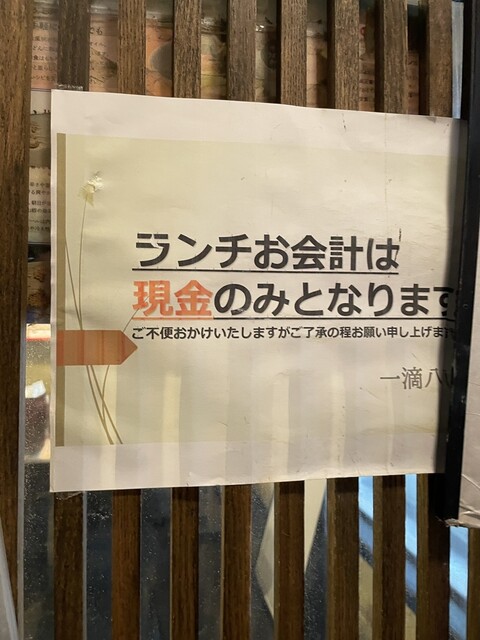 ランチお会計は
現金のみとなります
ご不便おかけいたしますがご了承の程お願い申し上げま
一滴八